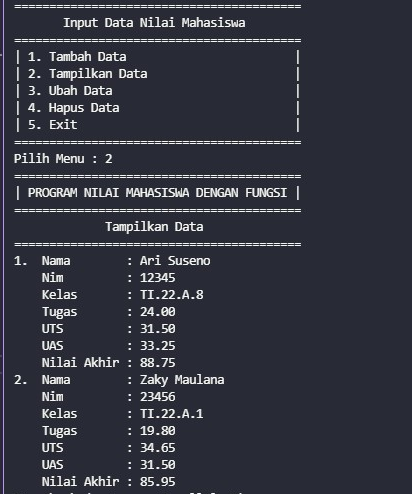 =========================================
Input Data Nilai Mahasiswa
=========================================
| 1. Tambah Data |
| 2. Tampilkan Data |
| 3. Ubah Data |
| 4. Hapus Data |
| 5. Exit |
=========================================
Pilih Menu : 2
=========================================
| PROGRAM NILAI MAHASISWA DENGAN FUNGSI |
=========================================
Tampilkan Data
=========================================
1. Nama : Ari Suseno
Nim : 12345
Kelas : TI.22.A.8
Tugas : 24.00
UTS : 31.50
UAS : 33.25
Nilai Akhir : 88.75
2. Nama : Zaky Maulana
Nim : 23456
Kelas : TI.22.A.1
Tugas : 19.80
UTS : 34.65
UAS : 31.50
Nilai Akhir : 85.95